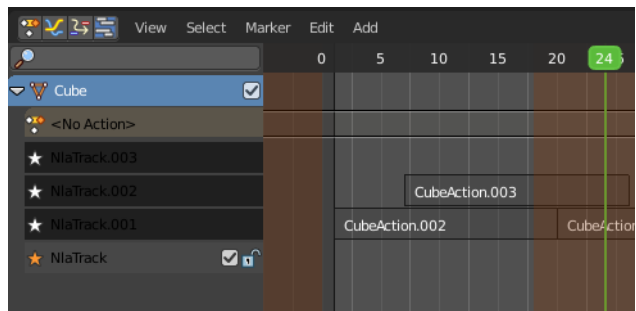 View Select Marker Edit Add
0 5 10 15 20 24
Cube
<No Action>
NlaTrack.003
NlaTrack.002 CubeAction.003
NlaTrack.001 CubeAction.002 CubeAction
NlaTrack